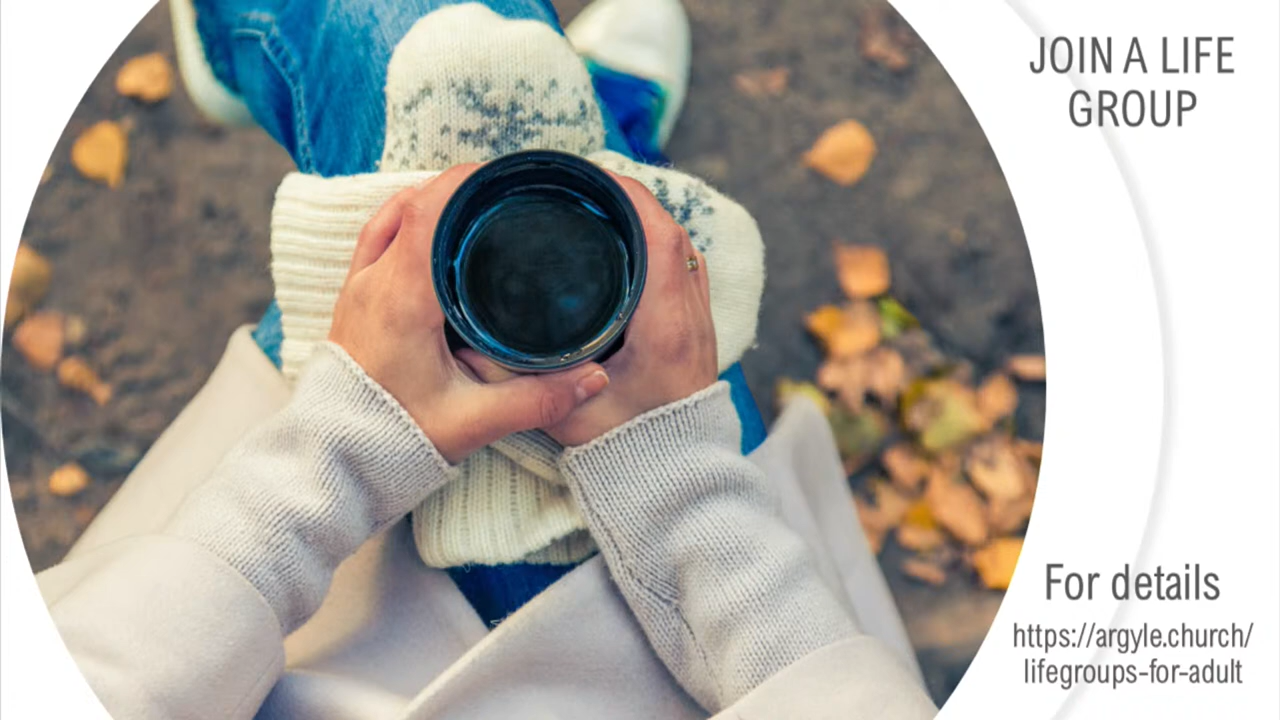 JOIN A LIFE
GROUP
For details
https://argyle.church/
lifegroups-for-adult